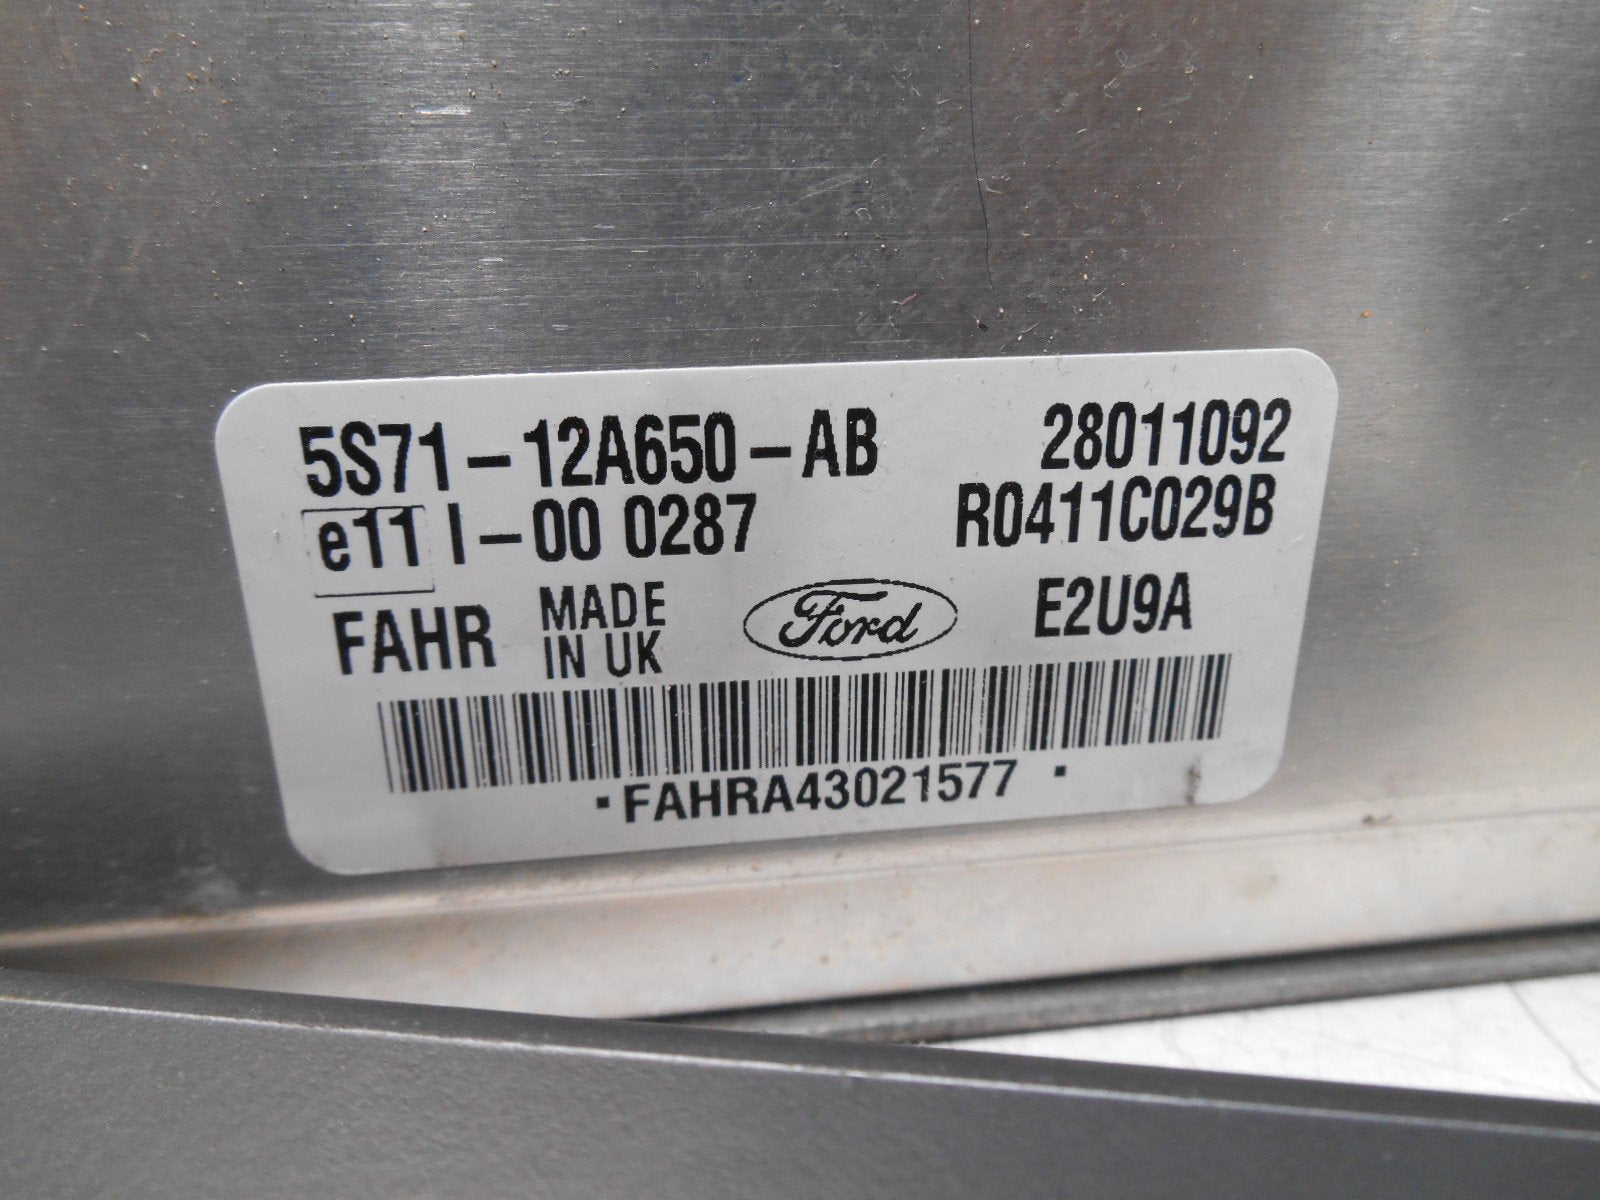 5S71-12A650-AB 28011092
e11 I-00 0287 R0411C029B
FAHR MADE IN UK Ford E2U9A
·FAHRA43021577 ·